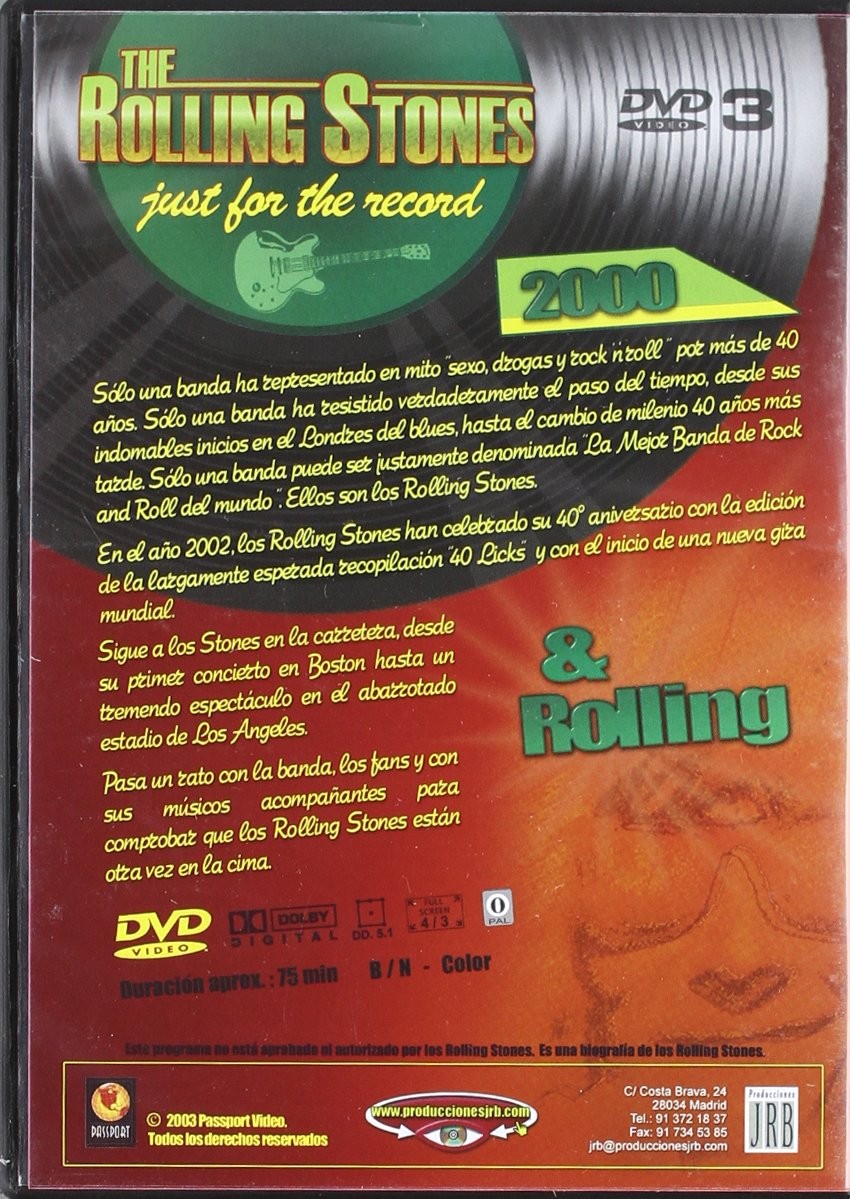 THE
ROLLING STONES
just for the record
DVD 3
VIDEO
2000
Sólo una banda ha representado en mito "sexo, drogas y rock 'n'roll" por más de 40
años. Sólo una banda ha resistido verdaderamente el paso del tiempo, desde sus
indomables inicios en el Londres del blues, hasta el cambio de milenio 40 años más
tarde. Sólo una banda puede ser justamente denominada "La Mejor Banda de Rock
and Roll del mundo". Ellos son los Rolling Stones.
En el año 2002, los Rolling Stones han celebrado su 40º aniversario con la edición
de la largamente esperada recopilación "40 Licks" y con el inicio de una nueva gira
mundial.
Sigue a los Stones en la carretera, desde
su primer concierto en Boston hasta un
tremendo espectáculo en el abarrotado
estadio de Los Angeles.
Pasa un rato con la banda, los fans y con
sus músicos acompañantes para
comprobar que los Rolling Stones están
otra vez en la cima.
&
Rolling
DVD
VIDEO
DOLBY
DIGITAL
DD. 5.1
FULL
SCREEN
4/3
0
PAL
Duración aprox. : 75 min B / N - Color
Este programa no está aprobado ni autorizado por los Rolling Stones. Es una biografía de los Rolling Stones.
PASSPORT
© 2003 Passport Video.
Todos los derechos reservados
www.produccionesjrb.com
C/ Costa Brava, 24
28034 Madrid
Tel.: 91 372 18 37
Fax: 91 734 53 85
jrb@produccionesjrb.com
Producciones
JRB